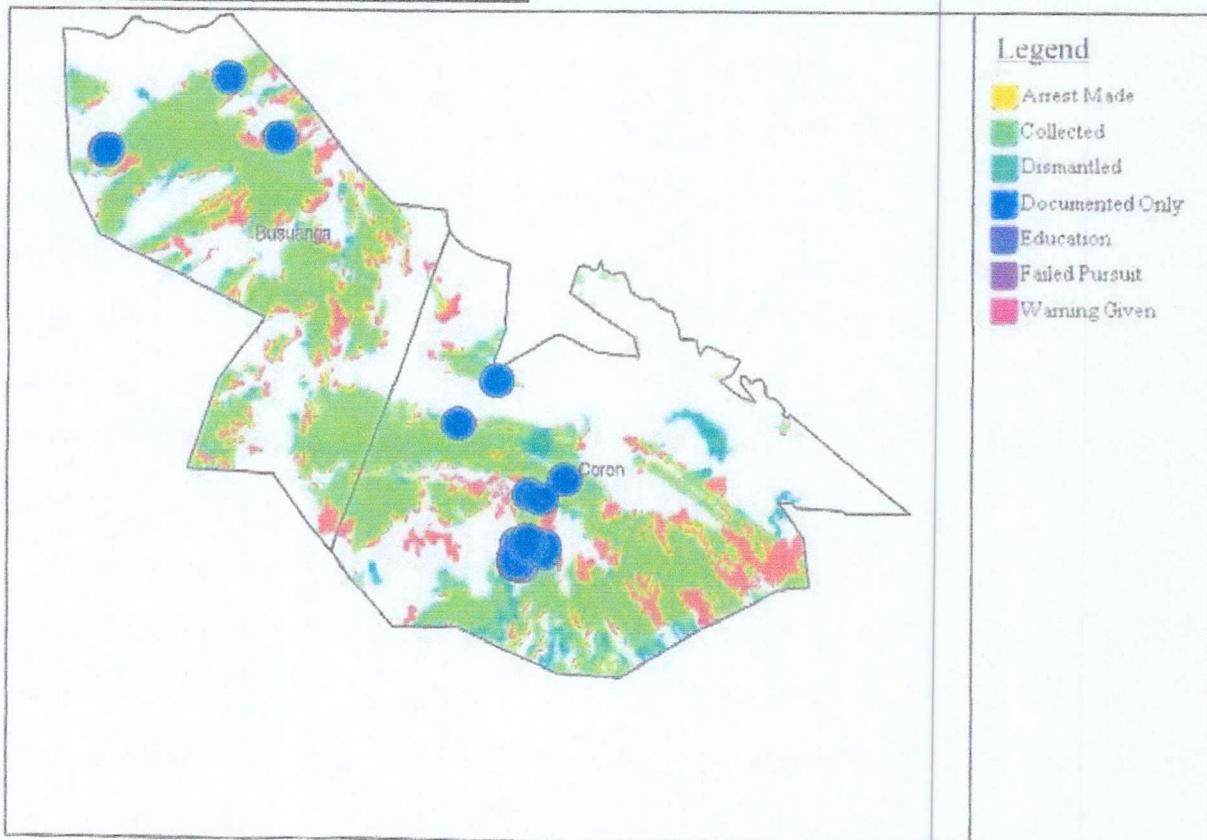 Legend
Arrest Made
Collected
Dismantled
Documented Only
Education
Failed Pursuit
Warning Given
Busuanga
Coron